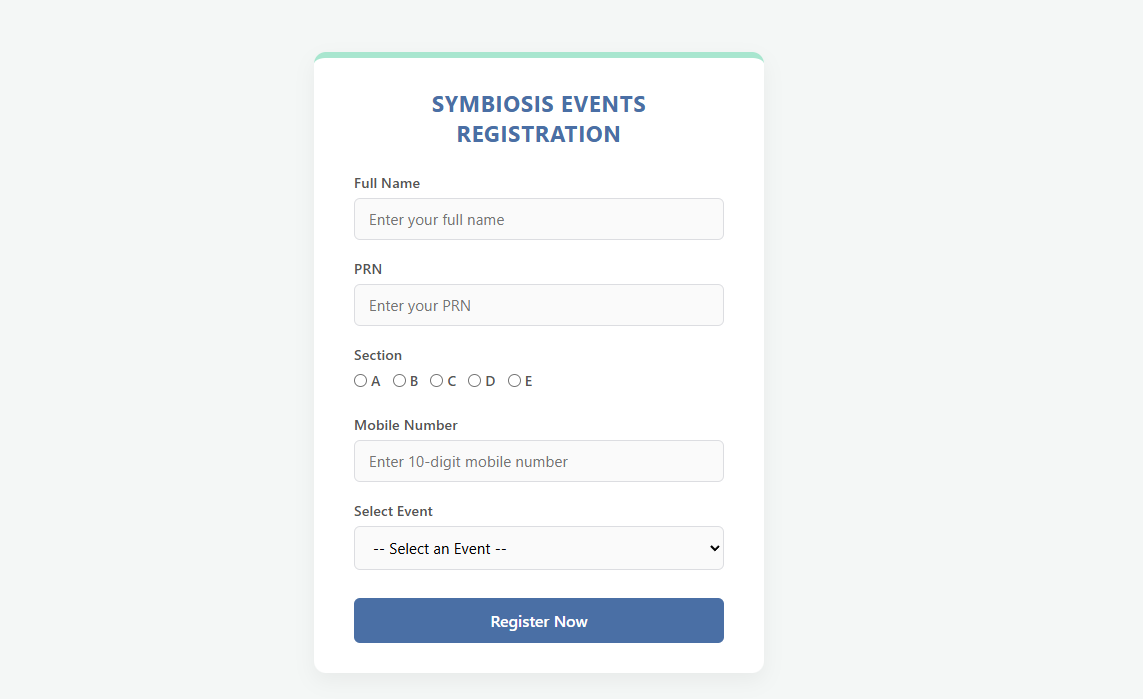 SYMBIOSIS EVENTS
REGISTRATION
Full Name
Enter your full name
PRN
Enter your PRN
Section
A B C D E
Mobile Number
Enter 10-digit mobile number
Select Event
-- Select an Event --
Register Now